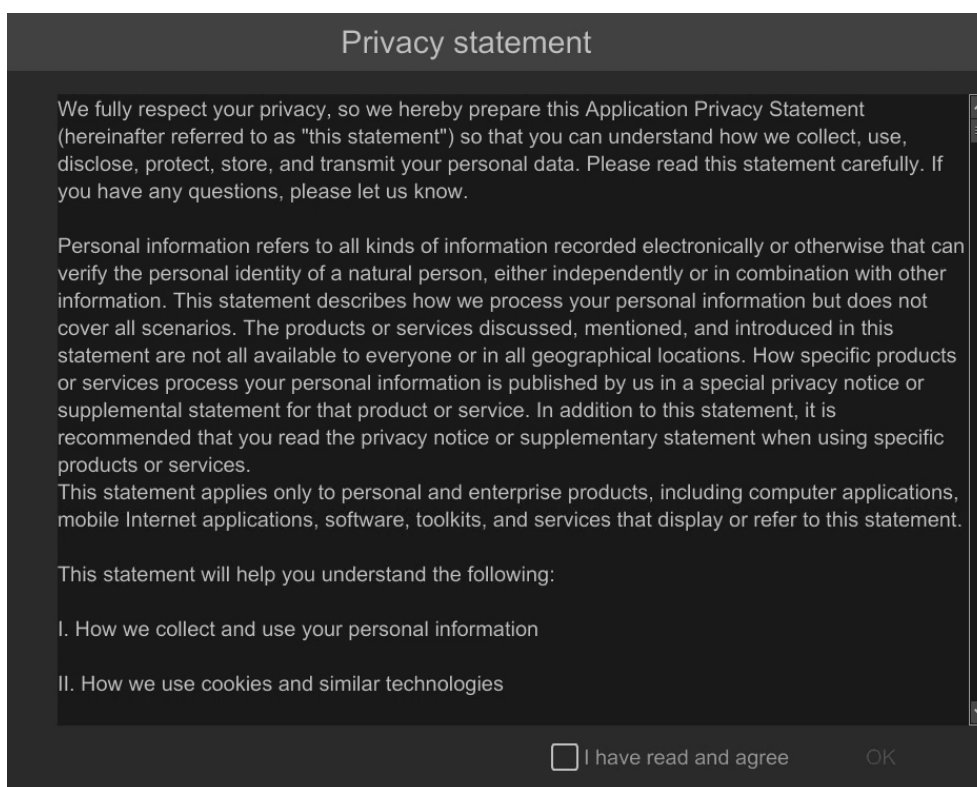 Privacy statement
We fully respect your privacy, so we hereby prepare this Application Privacy Statement
(hereinafter referred to as "this statement") so that you can understand how we collect, use,
disclose, protect, store, and transmit your personal data. Please read this statement carefully. If
you have any questions, please let us know.
Personal information refers to all kinds of information recorded electronically or otherwise that can
verify the personal identity of a natural person, either independently or in combination with other
information. This statement describes how we process your personal information but does not
cover all scenarios. The products or services discussed, mentioned, and introduced in this
statement are not all available to everyone or in all geographical locations. How specific products
or services process your personal information is published by us in a special privacy notice or
supplemental statement for that product or service. In addition to this statement, it is
recommended that you read the privacy notice or supplementary statement when using specific
products or services.
This statement applies only to personal and enterprise products, including computer applications,
mobile Internet applications, software, toolkits, and services that display or refer to this statement.
This statement will help you understand the following:
I. How we collect and use your personal information
II. How we use cookies and similar technologies
I have read and agree OK